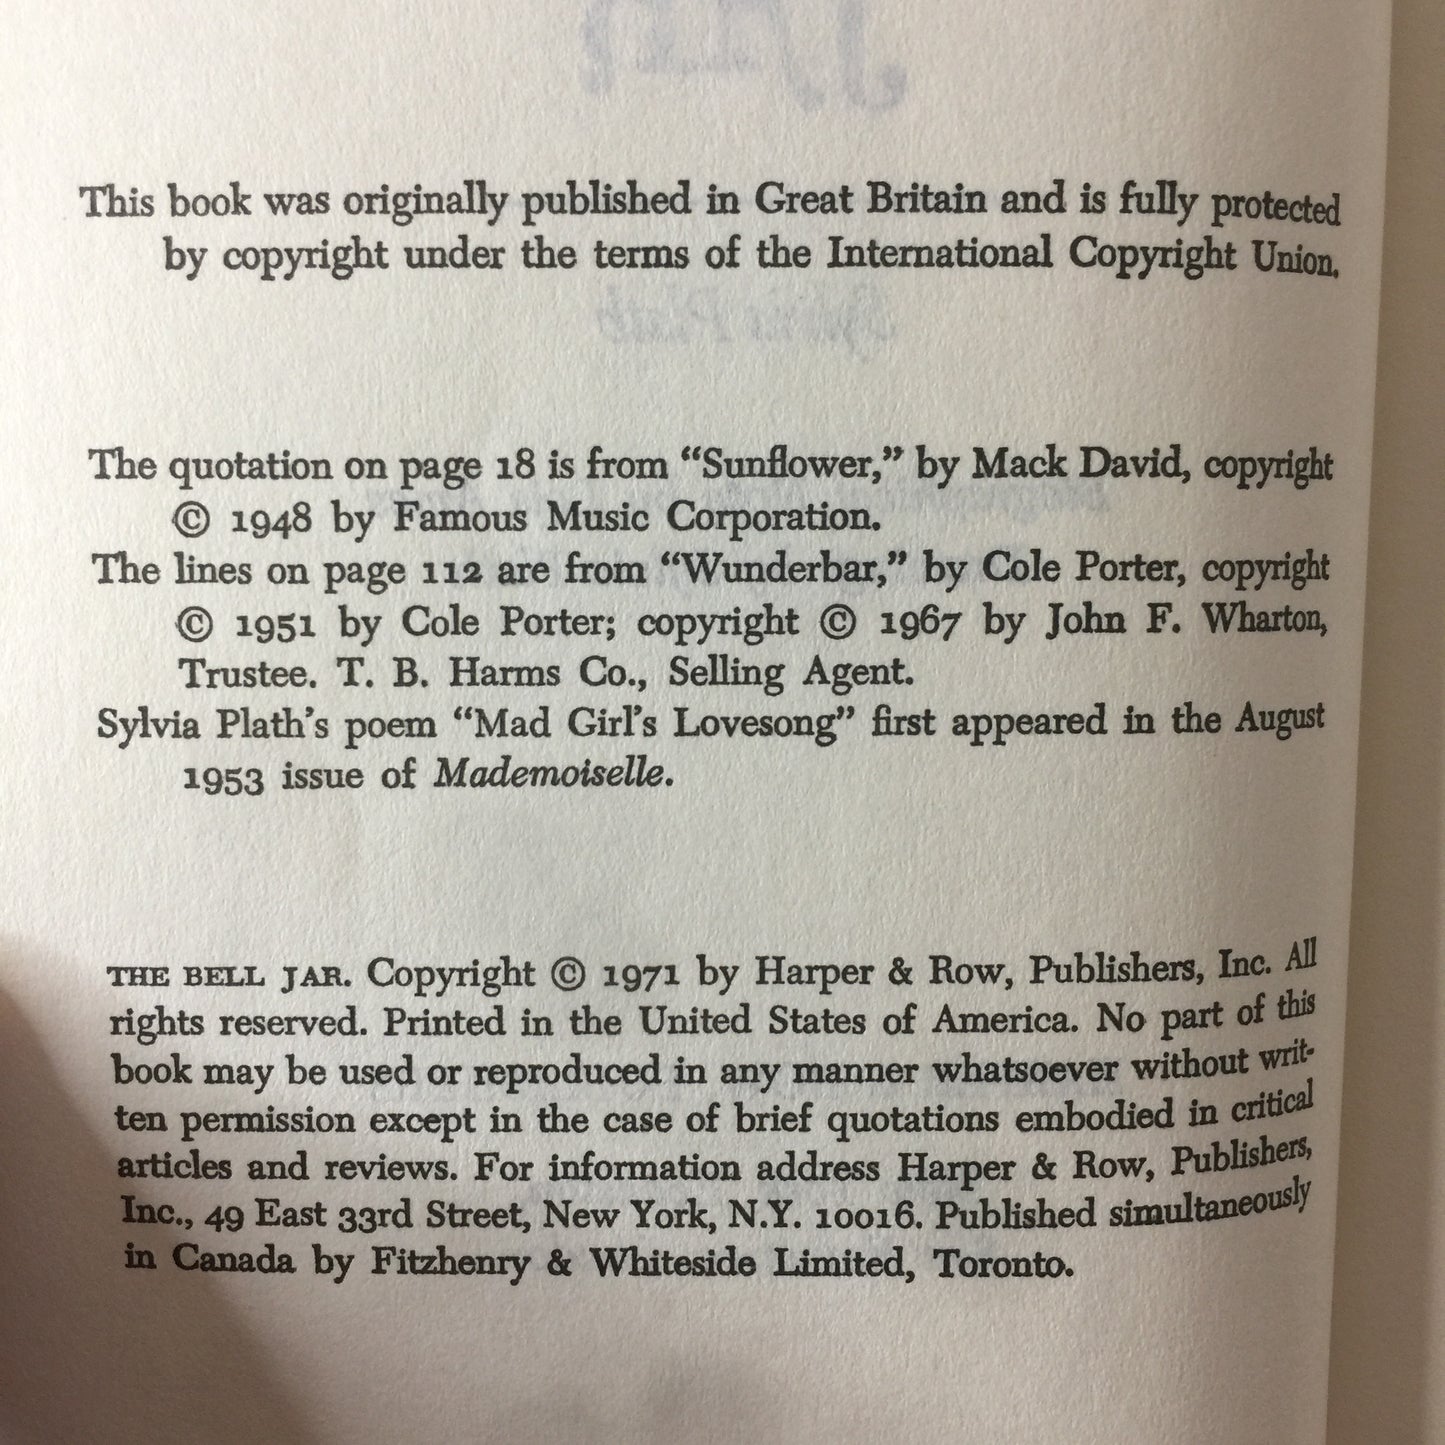 This book was originally published in Great Britain and is fully protected
by copyright under the terms of the International Copyright Union.
The quotation on page 18 is from “Sunflower,” by Mack David, copyright
© 1948 by Famous Music Corporation.
The lines on page 112 are from “Wunderbar,” by Cole Porter, copyright
© 1951 by Cole Porter; copyright © 1967 by John F. Wharton,
Trustee. T. B. Harms Co., Selling Agent.
Sylvia Plath’s poem “Mad Girl’s Lovesong” first appeared in the August
1953 issue of Mademoiselle.
THE BELL JAR. Copyright © 1971 by Harper & Row, Publishers, Inc. All
rights reserved. Printed in the United States of America. No part of this
book may be used or reproduced in any manner whatsoever without writ-
ten permission except in the case of brief quotations embodied in critical
articles and reviews. For information address Harper & Row, Publishers,
Inc., 49 East 33rd Street, New York, N.Y. 10016. Published simultaneously
in Canada by Fitzhenry & Whiteside Limited, Toronto.